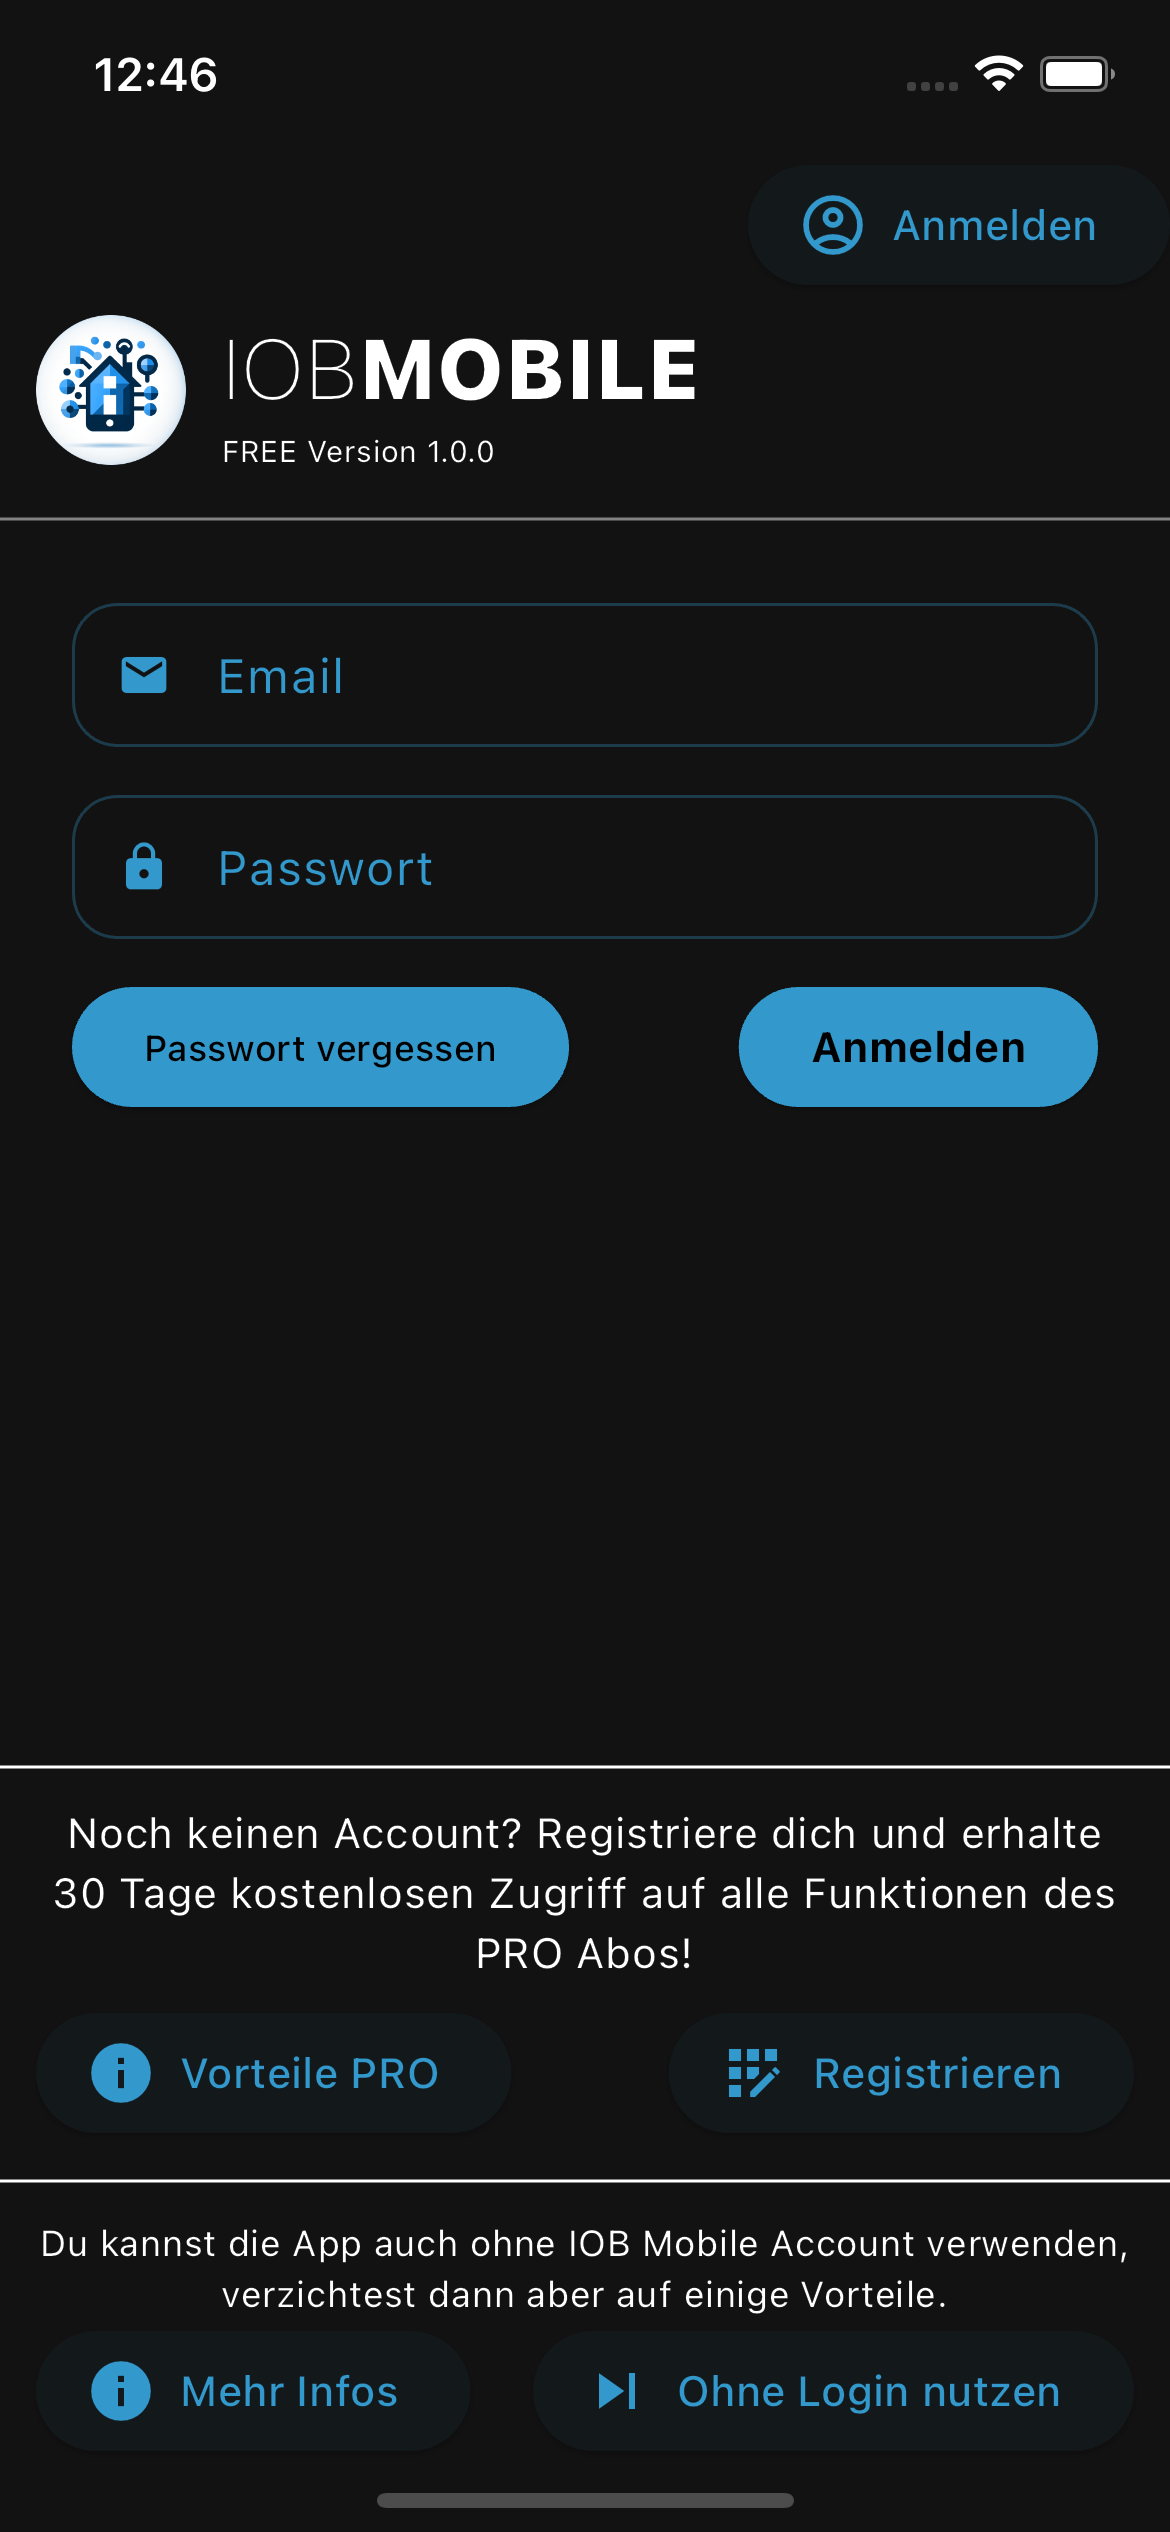 12:46
Anmelden
IOBMOBILE
FREE Version 1.0.0
Email
Passwort
Passwort vergessen
Anmelden
Noch keinen Account? Registriere dich und erhalte
30 Tage kostenlosen Zugriff auf alle Funktionen des
PRO Abos!
Vorteile PRO
Registrieren
Du kannst die App auch ohne IOB Mobile Account verwenden,
verzichtest dann aber auf einige Vorteile.
Mehr Infos
Ohne Login nutzen